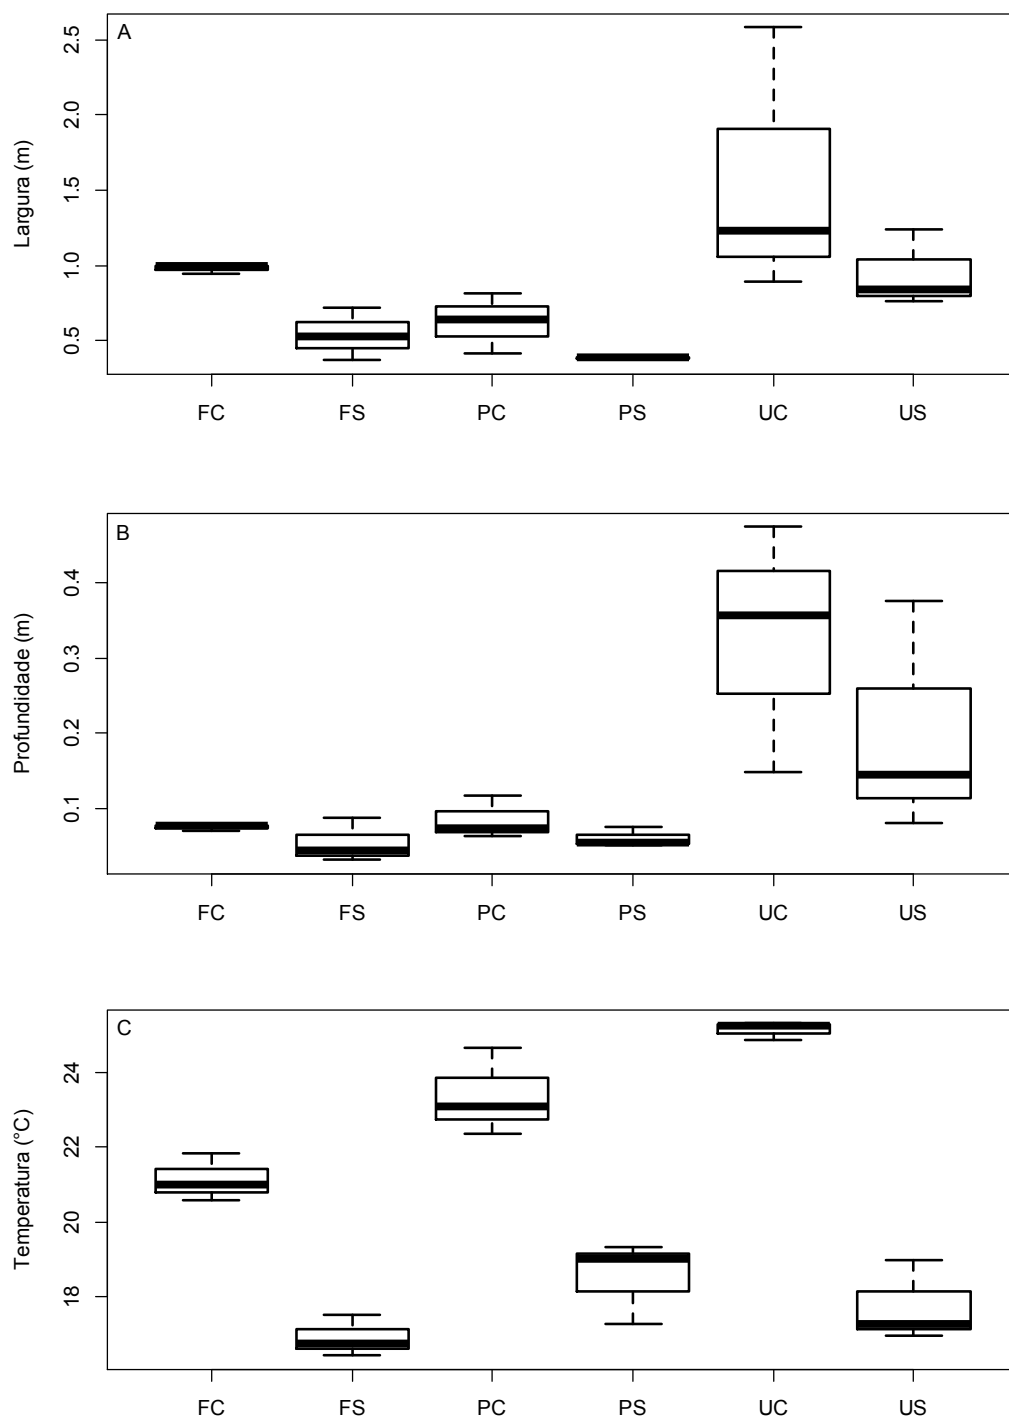 A
Largura (m)
2.5
2.0
1.5
1.0
0.5
FC FS PC PS UC US
B
Profundidade (m)
0.4
0.3
0.2
0.1
FC FS PC PS UC US
C
Temperatura (°C)
24
22
20
18
FC FS PC PS UC US